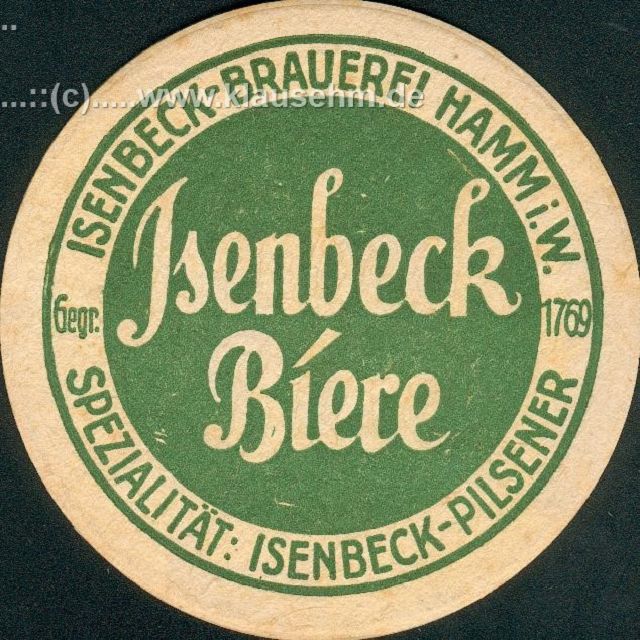 ...::(c).....www.klausehm.de
ISENBECK-BRAUEREI HAMM i.W.
Isenbeck
Biere
Gegr. 1769
SPEZIALITÄT: ISENBECK-PILSENER